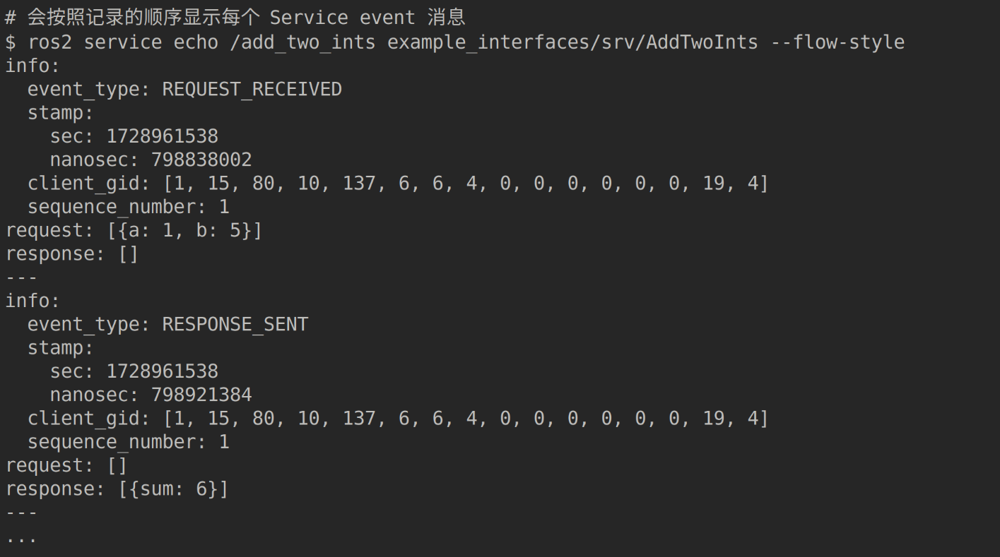 # 会按照记录的顺序显示每个 Service event 消息
$ ros2 service echo /add_two_ints example_interfaces/srv/AddTwoInts --flow-style
info:
  event_type: REQUEST_RECEIVED
  stamp:
    sec: 1728961538
    nanosec: 798838002
  client_gid: [1, 15, 80, 10, 137, 6, 6, 4, 0, 0, 0, 0, 0, 0, 19, 4]
  sequence_number: 1
request: [{a: 1, b: 5}]
response: []
---
info:
  event_type: RESPONSE_SENT
  stamp:
    sec: 1728961538
    nanosec: 798921384
  client_gid: [1, 15, 80, 10, 137, 6, 6, 4, 0, 0, 0, 0, 0, 0, 19, 4]
  sequence_number: 1
request: []
response: [{sum: 6}]
---
...